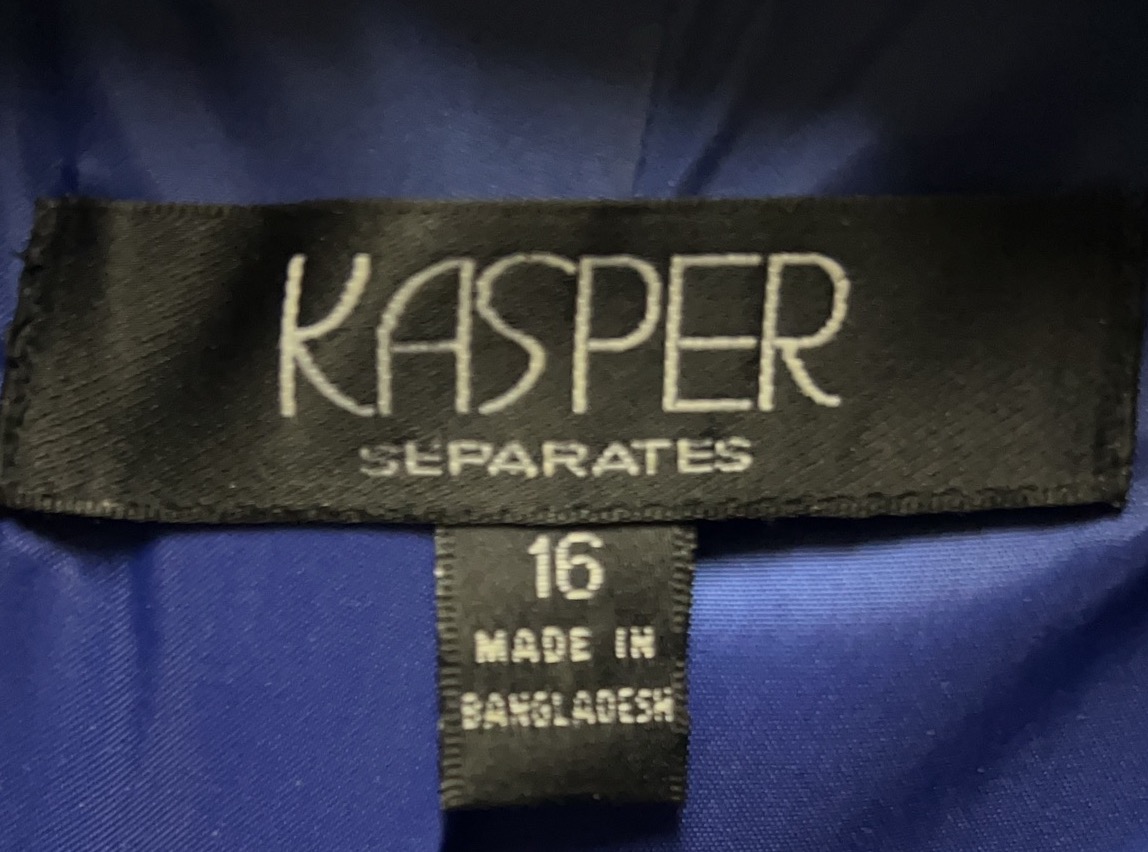 KASPER
SEPARATES
16
MADE IN
BANGLADESH